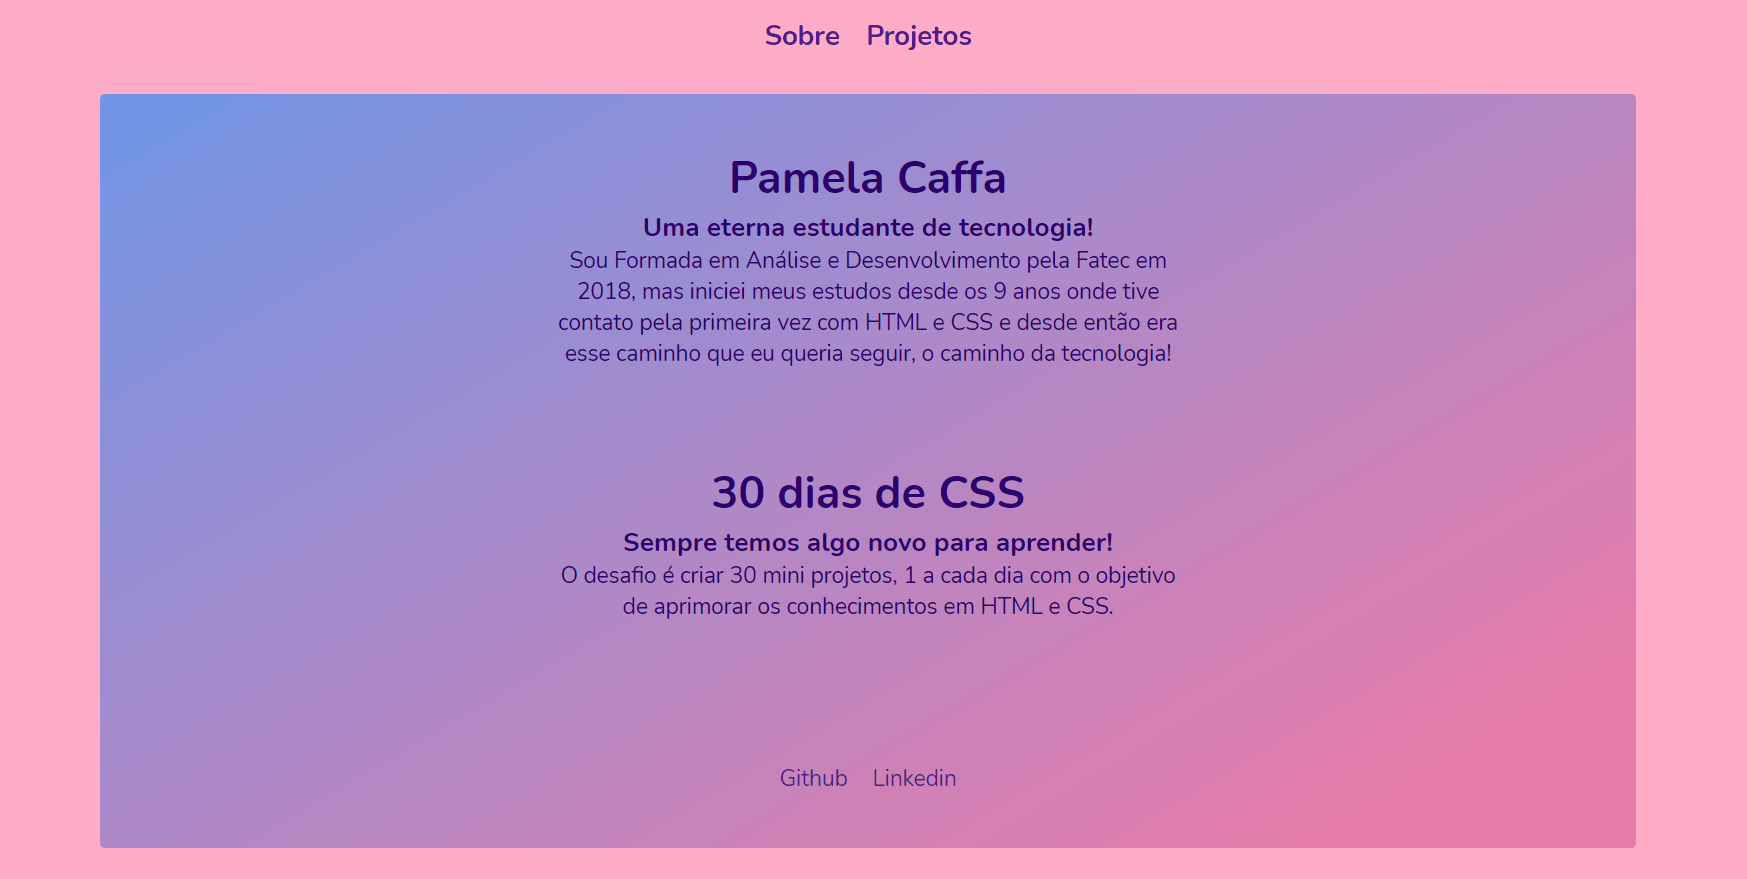 Sobre Projetos
Pamela Caffa
Uma eterna estudante de tecnologia!
Sou Formada em Análise e Desenvolvimento pela Fatec em
2018, mas iniciei meus estudos desde os 9 anos onde tive
contato pela primeira vez com HTML e CSS e desde então era
esse caminho que eu queria seguir, o caminho da tecnologia!
30 dias de CSS
Sempre temos algo novo para aprender!
O desafio é criar 30 mini projetos, 1 a cada dia com o objetivo
de aprimorar os conhecimentos em HTML e CSS.
Github Linkedin